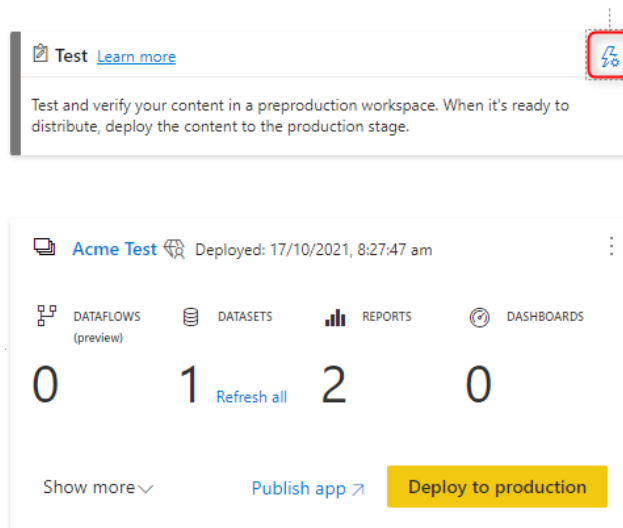 Test Learn more
Test and verify your content in a preproduction workspace. When it's ready to
distribute, deploy the content to the production stage.
Acme Test Deployed: 17/10/2021, 8:27:47 am
DATAFLOWS DATASETS REPORTS DASHBOARDS
(preview)
0 1 Refresh all 2 0
Show more Publish app Deploy to production